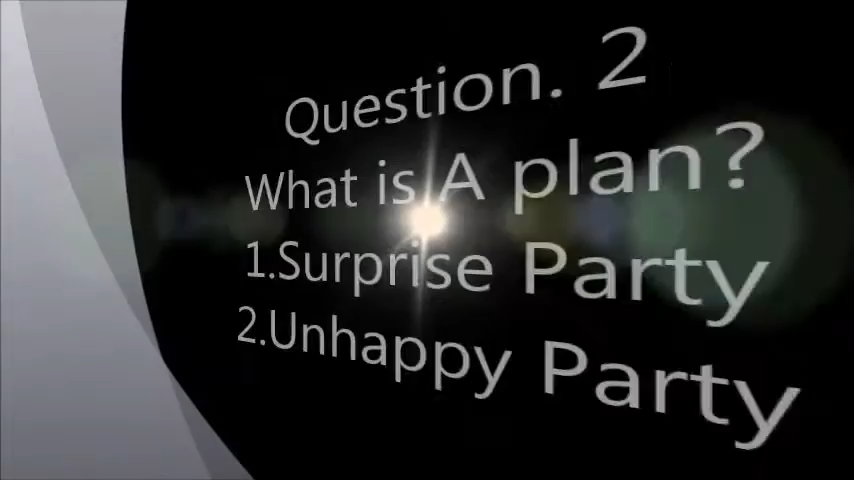 Question. 2
What is A plan?
1.Surprise Party
2.Unhappy Party